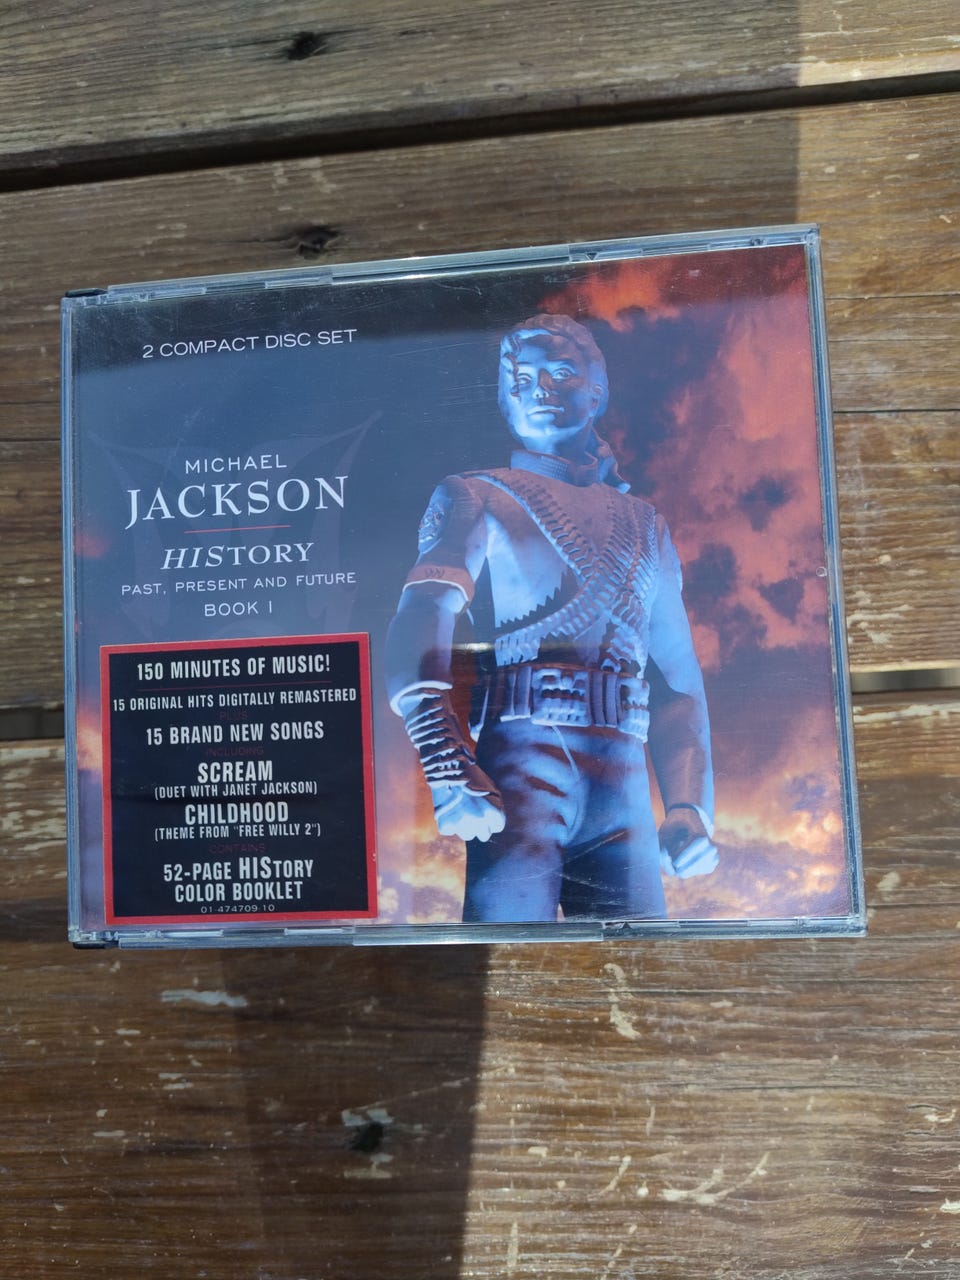 2 COMPACT DISC SET
MICHAEL
JACKSON
HISTORY
PAST, PRESENT AND FUTURE
BOOK I
150 MINUTES OF MUSIC!
15 ORIGINAL HITS DIGITALLY REMASTERED
PLUS
15 BRAND NEW SONGS
INCLUDING
SCREAM
(DUET WITH JANET JACKSON)
CHILDHOOD
(THEME FROM "FREE WILLY 2")
CONTAINS
52-PAGE HISTORY
COLOR BOOKLET
01-474709-10